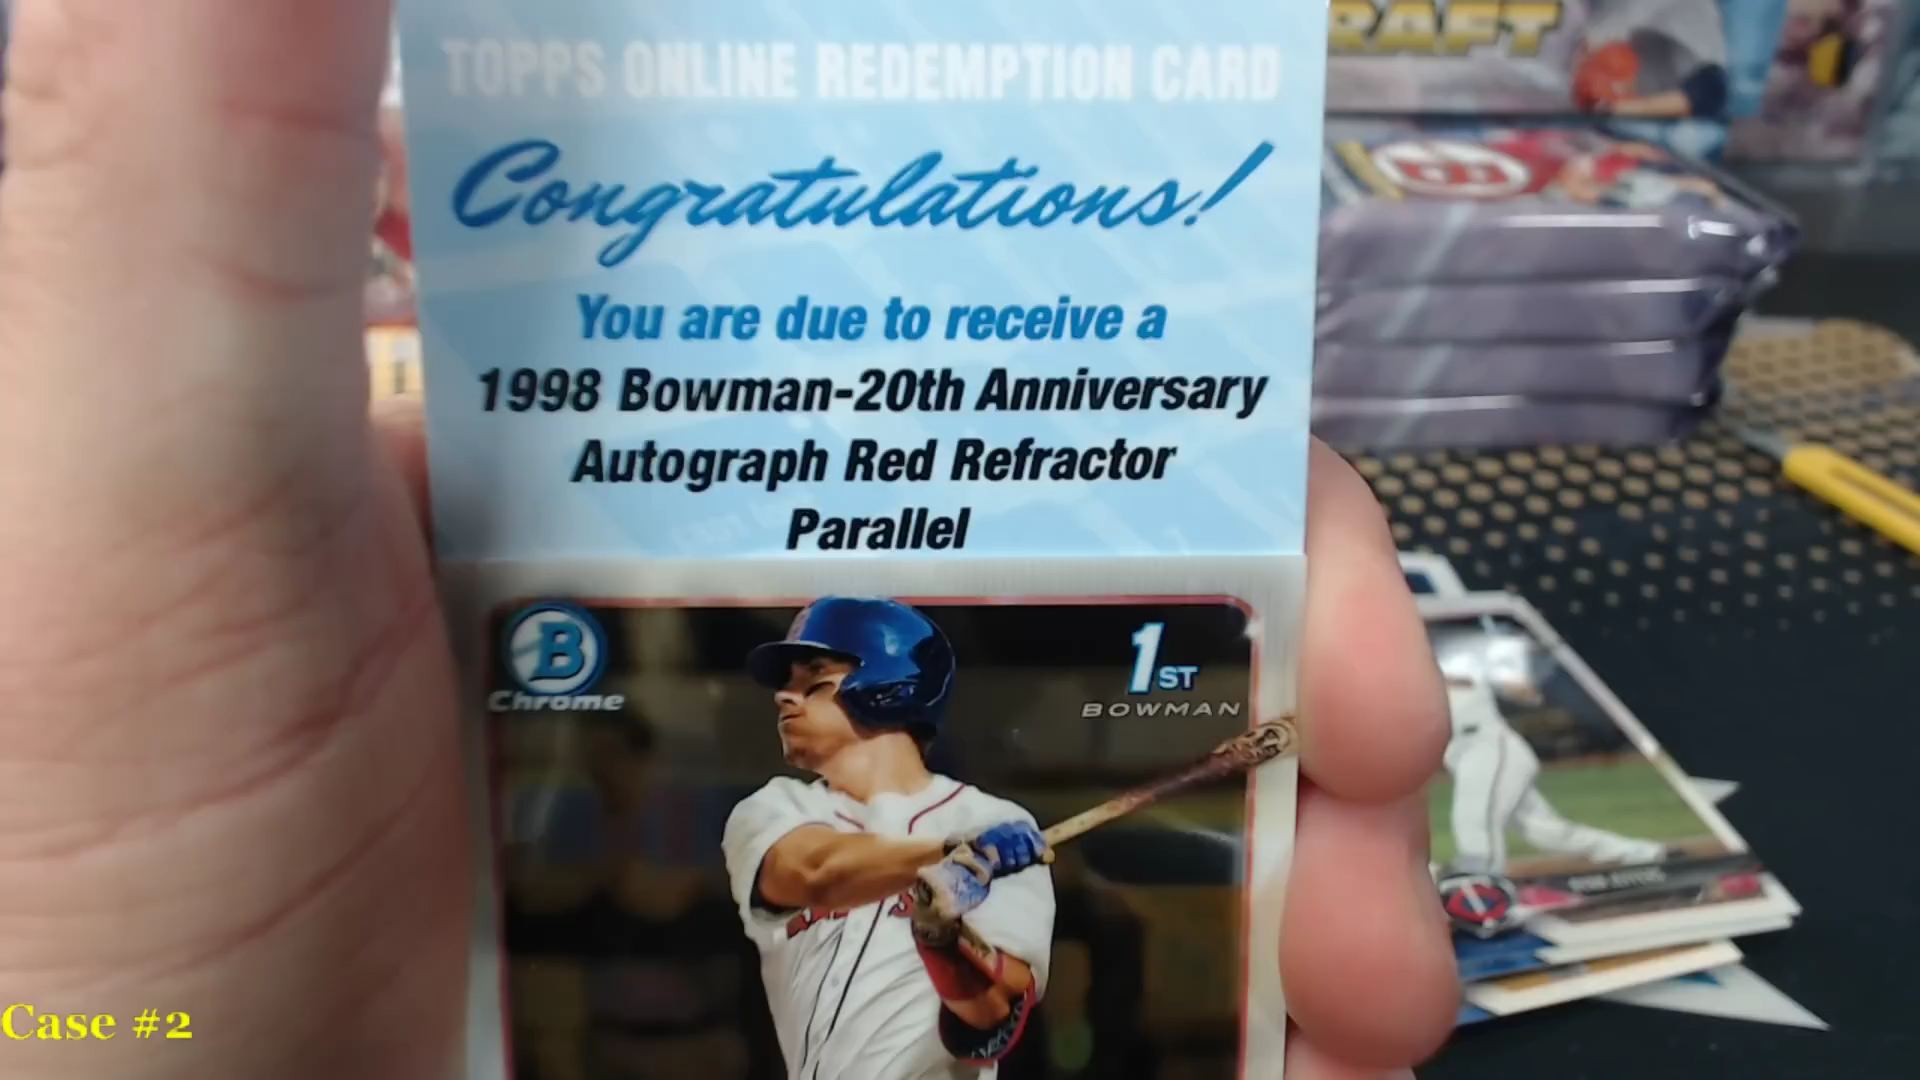 RAFT
TOPPS ONLINE REDEMPTION CARD
Congratulations!
You are due to receive a
1998 Bowman-20th Anniversary
Autograph Red Refractor
Parallel
B
Chrome
1ST
BOWMAN
Case #2